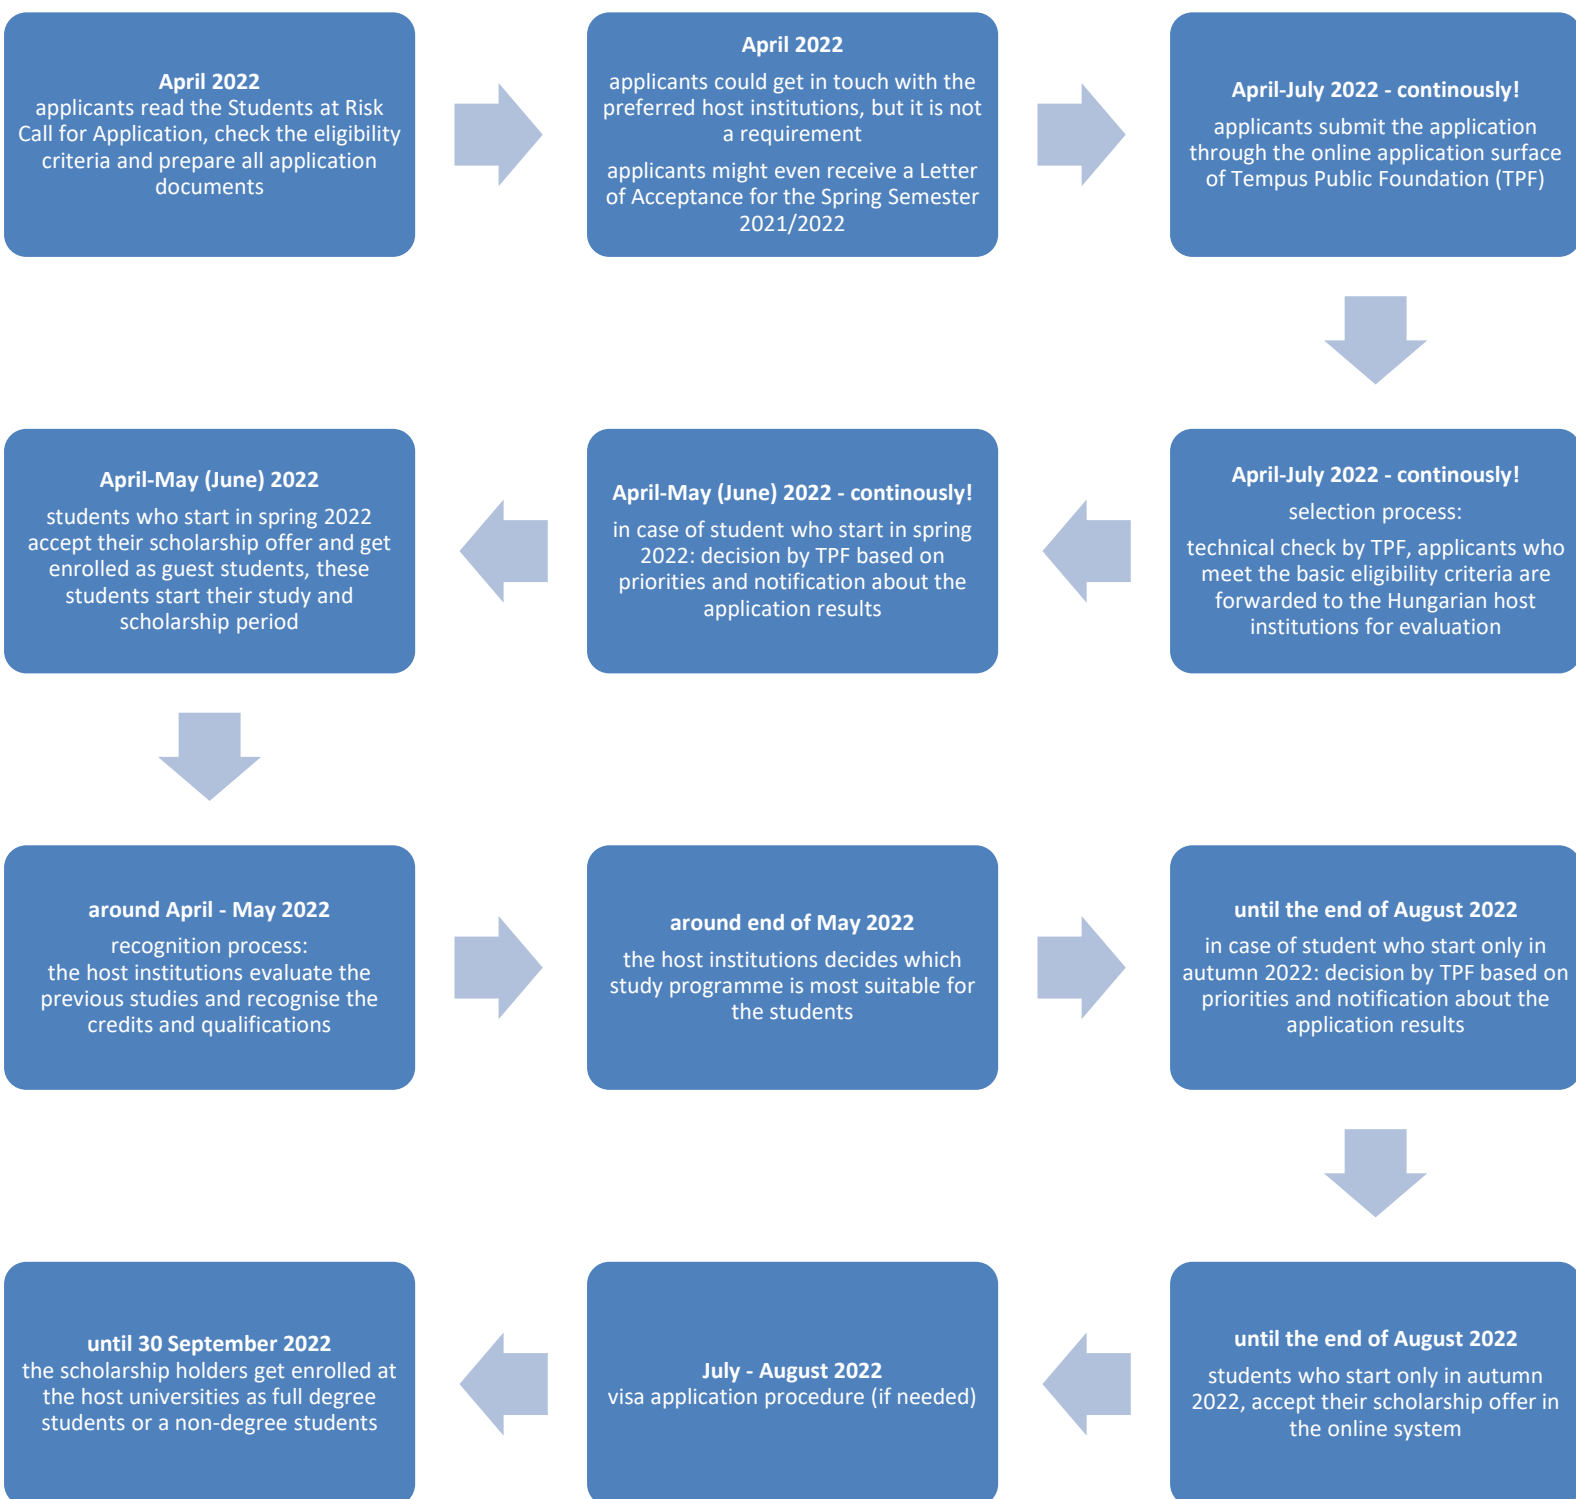 April 2022
applicants read the Students at Risk
Call for Application, check the eligibility
criteria and prepare all application
documents
April 2022
applicants could get in touch with the
preferred host institutions, but it is not
a requirement
applicants might even receive a Letter
of Acceptance for the Spring Semester
2021/2022
April-July 2022 - continously!
applicants submit the application
through the online application surface
of Tempus Public Foundation (TPF)
April-July 2022 - continously!
selection process:
technical check by TPF, applicants who
meet the basic eligibility criteria are
forwarded to the Hungarian host
institutions for evaluation
April-May (June) 2022 - continously!
in case of student who start in spring
2022: decision by TPF based on
priorities and notification about the
application results
April-May (June) 2022
students who start in spring 2022
accept their scholarship offer and get
enrolled as guest students, these
students start their study and
scholarship period
around April - May 2022
recognition process:
the host institutions evaluate the
previous studies and recognise the
credits and qualifications
around end of May 2022
the host institutions decides which
study programme is most suitable for
the students
until the end of August 2022
in case of student who start only in
autumn 2022: decision by TPF based on
priorities and notification about the
application results
until the end of August 2022
students who start only in autumn
2022, accept their scholarship offer in
the online system
July - August 2022
visa application procedure (if needed)
until 30 September 2022
the scholarship holders get enrolled at
the host universities as full degree
students or a non-degree students